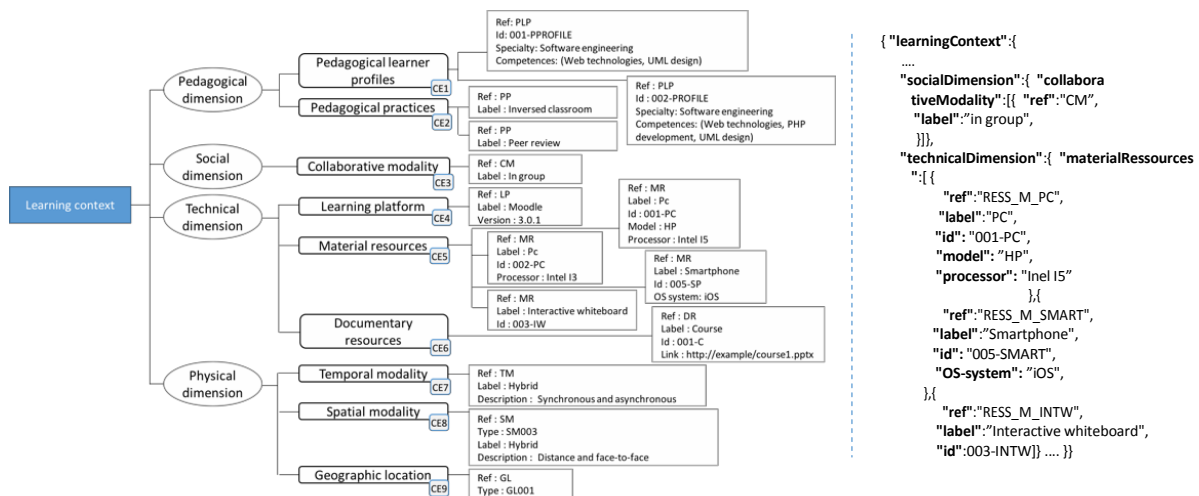 Learning context
Pedagogical
dimension
Pedagogical learner
profiles
CE1
Ref: PLP
Id: 001-PPROFILE
Specialty: Software engineering
Competences: (Web technologies, UML design)
Ref : PLP
Id : 002-PROFILE
Specialty: Software engineering
Competences: (Web technologies, PHP
development, UML design)
Pedagogical practices
CE2
Ref : PP
Label : Inversed classroom
Ref : PP
Label : Peer review
Social
dimension
Collaborative modality
CE3
Ref : CM
Label : In group
Technical
dimension
Learning platform
CE4
Ref : LP
Label : Moodle
Version : 3.0.1
Material resources
CE5
Ref : MR
Label : Pc
Id : 001-PC
Model : HP
Processor : Intel I5
Ref : MR
Label : Pc
Id : 002-PC
Processor : Intel I3
Ref : MR
Label : Smartphone
Id : 005-SP
OS system: iOS
Ref : MR
Label : Interactive whiteboard
Id : 003-IW
Documentary
resources
CE6
Ref : DR
Label : Course
Id : 001-C
Link : http://example/course1.pptx
Physical
dimension
Temporal modality
CE7
Ref : TM
Label : Hybrid
Description :  Synchronous and asynchronous
Spatial modality
CE8
Ref : SM
Type : SM003
Label : Hybrid
Description :  Distance and face-to-face
Geographic location
CE9
Ref : GL
Type : GL001
{ "learningContext":{
....
"socialDimension":{  "collabora
tiveModality":[{  "ref":"CM”,
"label":”in group",
}]},
"technicalDimension":{  "materialRessources
":[ {
"ref":"RESS_M_PC",
"label":"PC",
"id": "001-PC",
"model": ”HP",
"processor": "Inel I5”
},{
"ref":"RESS_M_SMART",
"label":”Smartphone",
"id": "005-SMART",
"OS-system": ”iOS",
},{
"ref":"RESS_M_INTW",
"label":”Interactive whiteboard",
"id":003-INTW]} .... }}